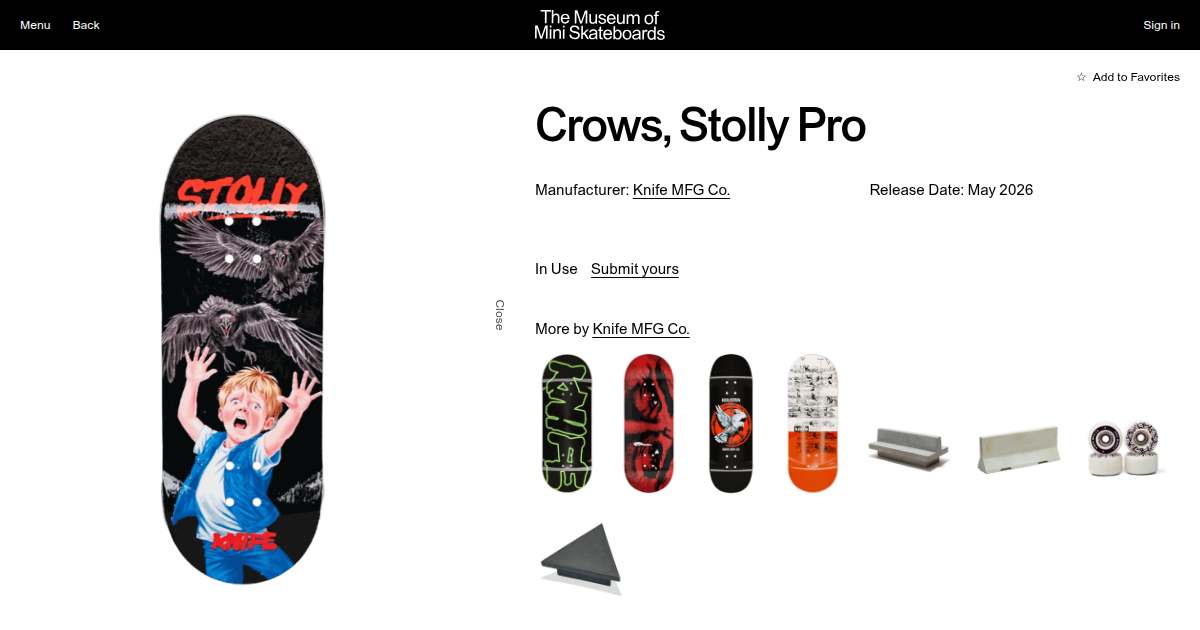 Menu
Back
The Museum of
Mini Skateboards
Sign in
☆ Add to Favorites
Crows, Stolly Pro
Manufacturer: Knife MFG Co.
Release Date: May 2026
In Use Submit yours
Close
More by Knife MFG Co.
STOLLY
KNIFE